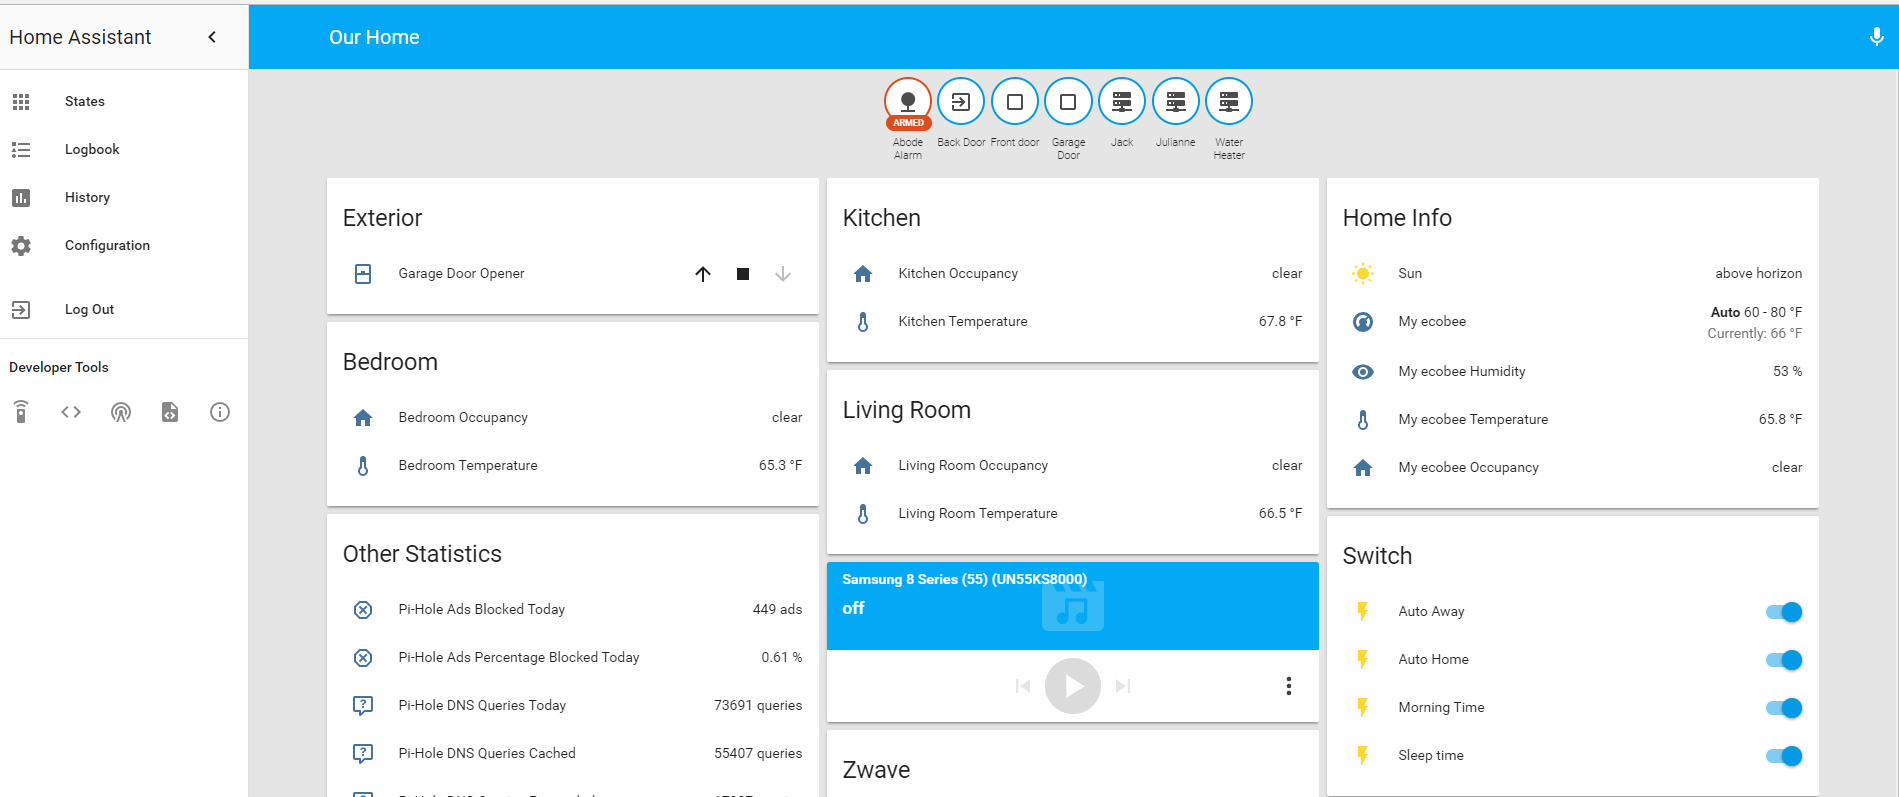 Home Assistant
Our Home
States
Logbook
History
Configuration
Log Out
Developer Tools
ARMED
Abode Alarm
Back Door
Front door
Garage Door
Jack
Julianne
Water Heater
Exterior
Garage Door Opener
Bedroom
Bedroom Occupancy clear
Bedroom Temperature 65.3 °F
Other Statistics
Pi-Hole Ads Blocked Today 449 ads
Pi-Hole Ads Percentage Blocked Today 0.61 %
Pi-Hole DNS Queries Today 73691 queries
Pi-Hole DNS Queries Cached 55407 queries
Kitchen
Kitchen Occupancy clear
Kitchen Temperature 67.8 °F
Living Room
Living Room Occupancy clear
Living Room Temperature 66.5 °F
Samsung 8 Series (55) (UN55KS8000)
off
Zwave
Home Info
Sun above horizon
My ecobee Auto 60 - 80 °F
Currently: 66 °F
My ecobee Humidity 53 %
My ecobee Temperature 65.8 °F
My ecobee Occupancy clear
Switch
Auto Away
Auto Home
Morning Time
Sleep time